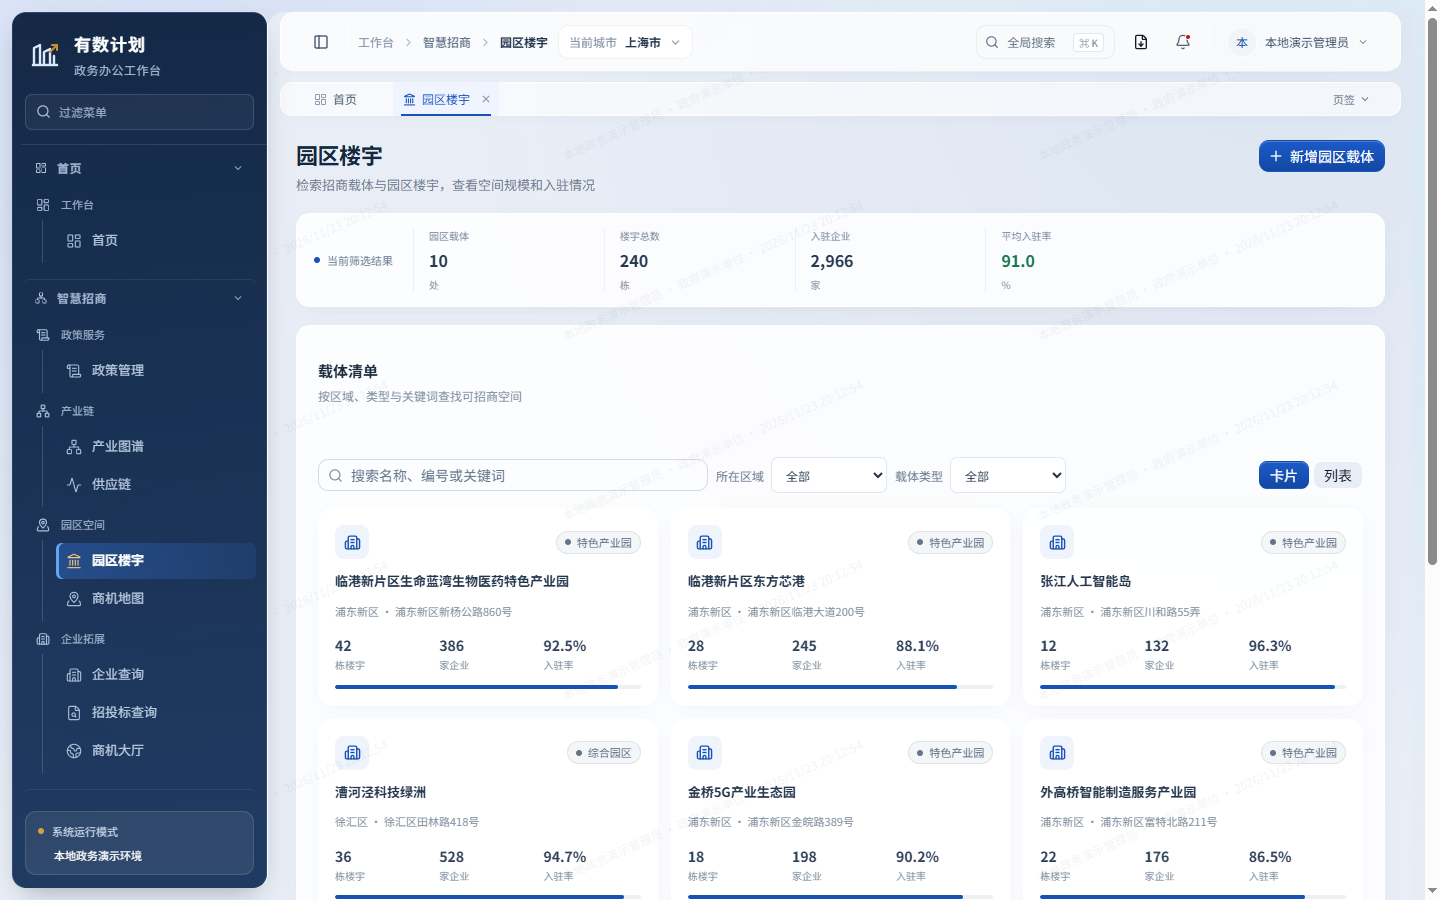 有数计划
政务办公工作台
过滤菜单
首页
工作台
首页
智慧招商
政策服务
政策管理
产业链
产业图谱
供应链
园区空间
园区楼宇
商机地图
企业拓展
企业查询
招投标查询
商机大厅
系统运行模式
本地政务演示环境
工作台 > 智慧招商 > 园区楼宇 当前城市 上海市
全局搜索 ⌘K 本 本地演示管理员
首页 园区楼宇 × 页签
园区楼宇
检索招商载体与园区楼宇，查看空间规模和入驻情况
+ 新增园区载体
当前筛选结果
园区载体 楼宇总数 入驻企业 平均入驻率
10 240 2,966 91.0
处 栋 家 %
载体清单
按区域、类型与关键词查找可招商空间
搜索名称、编号或关键词 所在区域 全部 载体类型 全部 卡片 列表
特色产业园
临港新片区生命蓝湾生物医药特色产业园
浦东新区 · 浦东新区新杨公路860号
42 386 92.5%
栋楼宇 家企业 入驻率
特色产业园
临港新片区东方芯港
浦东新区 · 浦东新区临港大道200号
28 245 88.1%
栋楼宇 家企业 入驻率
特色产业园
张江人工智能岛
浦东新区 · 浦东新区川和路55弄
12 132 96.3%
栋楼宇 家企业 入驻率
综合园区
漕河泾科技绿洲
徐汇区 · 徐汇区田林路418号
36 528 94.7%
栋楼宇 家企业 入驻率
特色产业园
金桥5G产业生态园
浦东新区 · 浦东新区金皖路389号
18 198 90.2%
栋楼宇 家企业 入驻率
特色产业园
外高桥智能制造服务产业园
浦东新区 · 浦东新区富特北路211号
22 176 86.5%
栋楼宇 家企业 入驻率
本地政务演示管理员 · 政府演示单位 · 2026/11/23 20:12:54